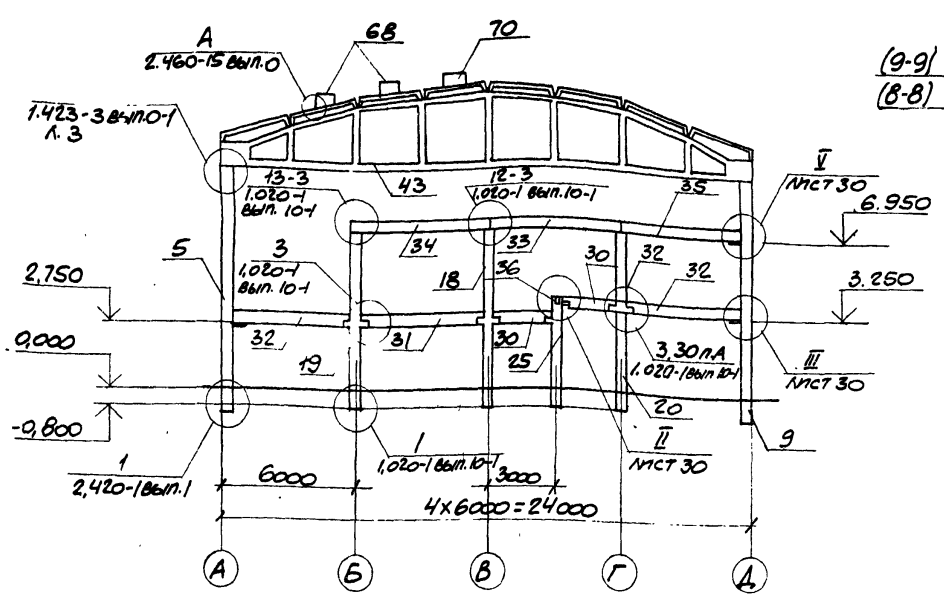 А
2.460-15 вып.0
68
70
(9-9)
(8-8)
1.423-3 вып.0-1
л. 3
13-3
1,020-1
вып. 10-1
43
12-3
1,020-1 вып. 10-1
35
V
лист 30
6.950
34
33
5
3
1,020-1
вып. 10-1
18
36
30
32
32
2,750
3.250
32
31
30
25
0,000
19
3,30 п.А
1.020-1 вып 10-1
III
лист 30
-0,800
20
9
1
2,420-1 вып.1
1
1,020-1 вып. 10-1
II
лист 30
6000
3000
4х6000=24000
А
Б
В
Г
Д